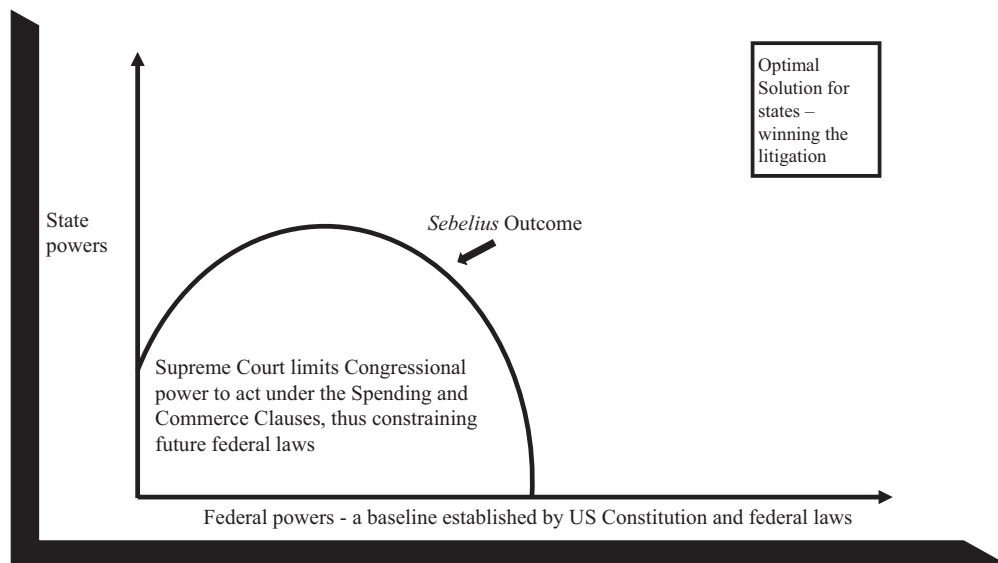 Optimal
Solution for
states –
winning the
litigation
State
powers
Sebelius Outcome
Supreme Court limits Congressional
power to act under the Spending and
Commerce Clauses, thus constraining
future federal laws
Federal powers - a baseline established by US Constitution and federal laws